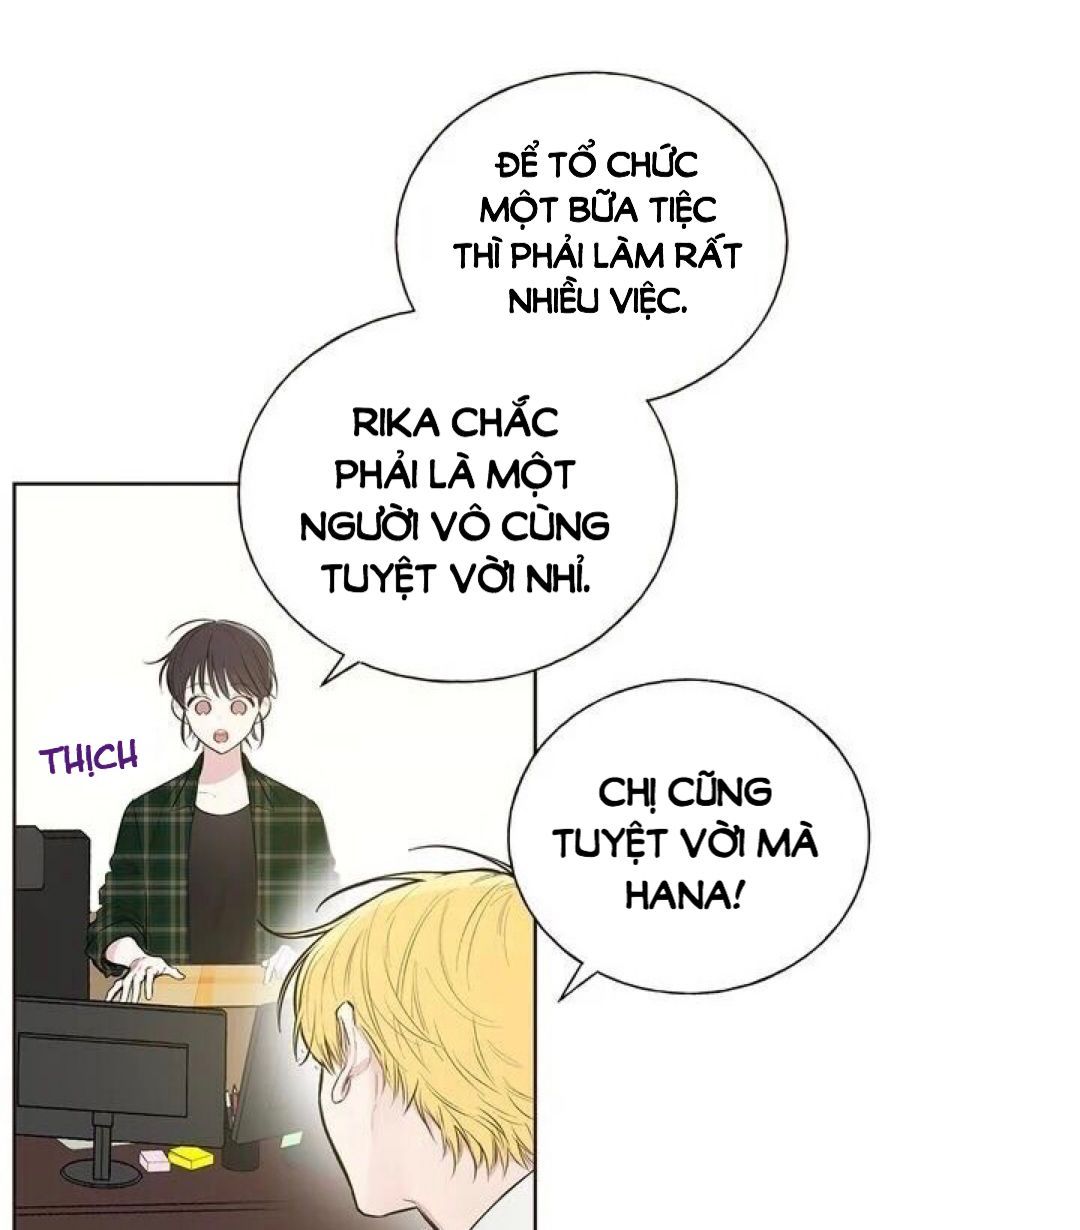 ĐỂ TỔ CHỨC
MỘT BỮA TIỆC
THÌ PHẢI LÀM RẤT
NHIỀU VIỆC.
RIKA CHẮC
PHẢI LÀ MỘT
NGƯỜI VÔ CÙNG
TUYỆT VỜI NHỈ.
THỊCH
CHỊ CŨNG
TUYỆT VỜI MÀ
HANA!